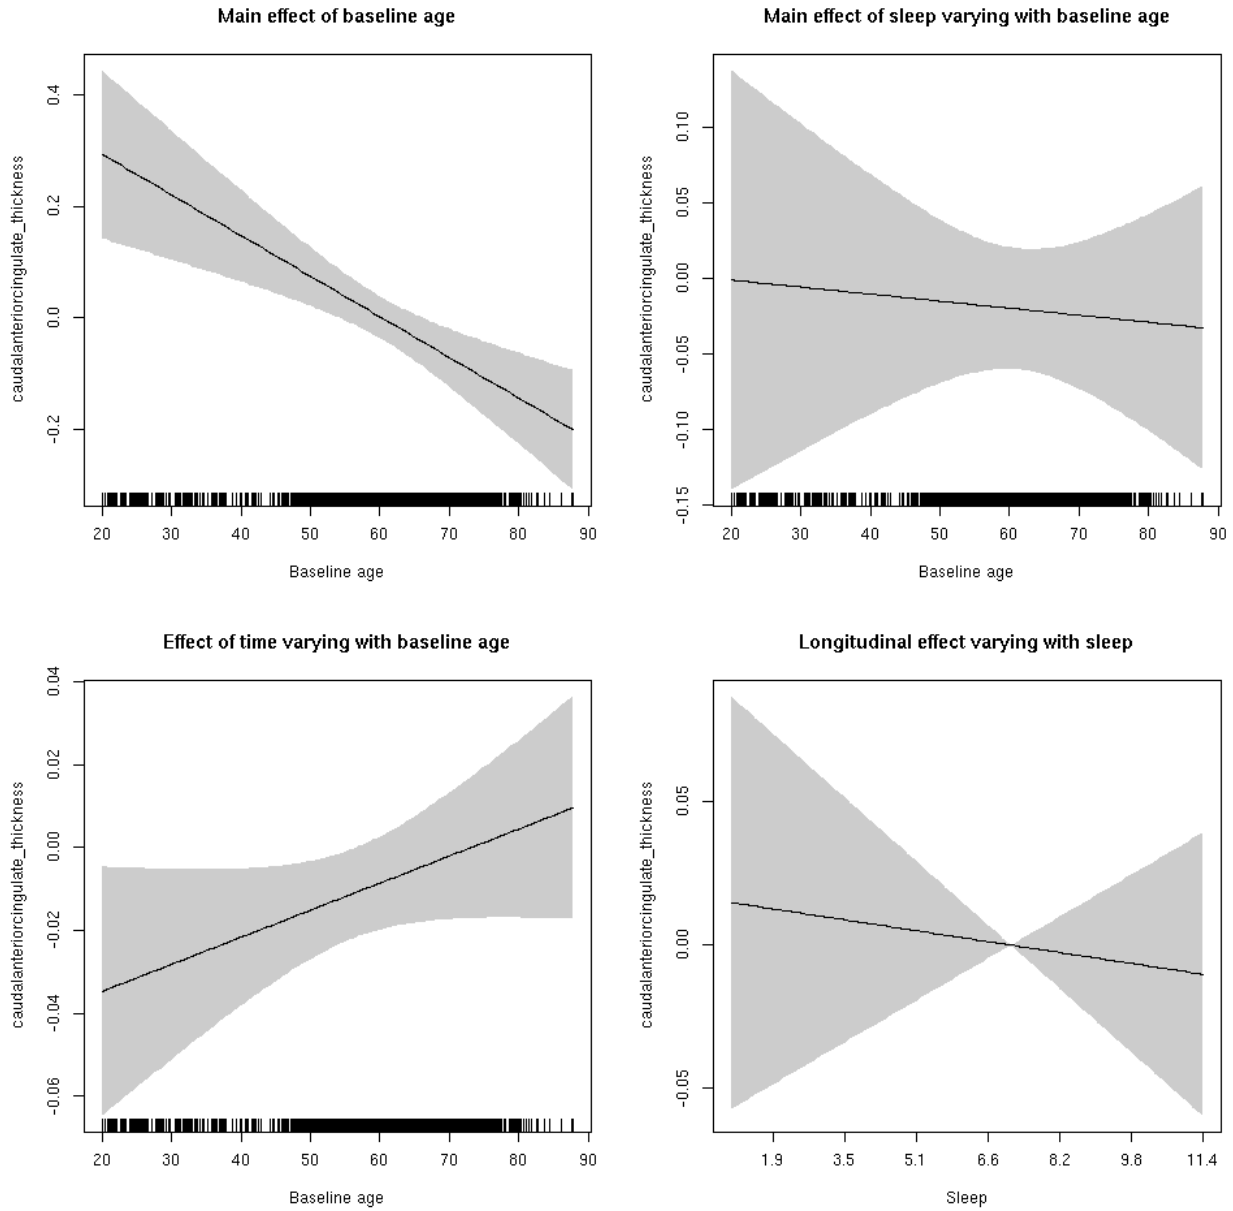 Main effect of baseline age
caudalanteriorcingulate_thickness
0.4
0.2
0.0
-0.2
20 30 40 50 60 70 80 90
Baseline age
Main effect of sleep varying with baseline age
caudalanteriorcingulate_thickness
0.10
0.05
0.00
-0.05
-0.10
-0.15
20 30 40 50 60 70 80 90
Baseline age
Effect of time varying with baseline age
caudalanteriorcingulate_thickness
0.04
0.02
0.00
-0.02
-0.04
-0.06
20 30 40 50 60 70 80 90
Baseline age
Longitudinal effect varying with sleep
caudalanteriorcingulate_thickness
0.05
0.00
-0.05
1.9 3.5 5.1 6.6 8.2 9.8 11.4
Sleep